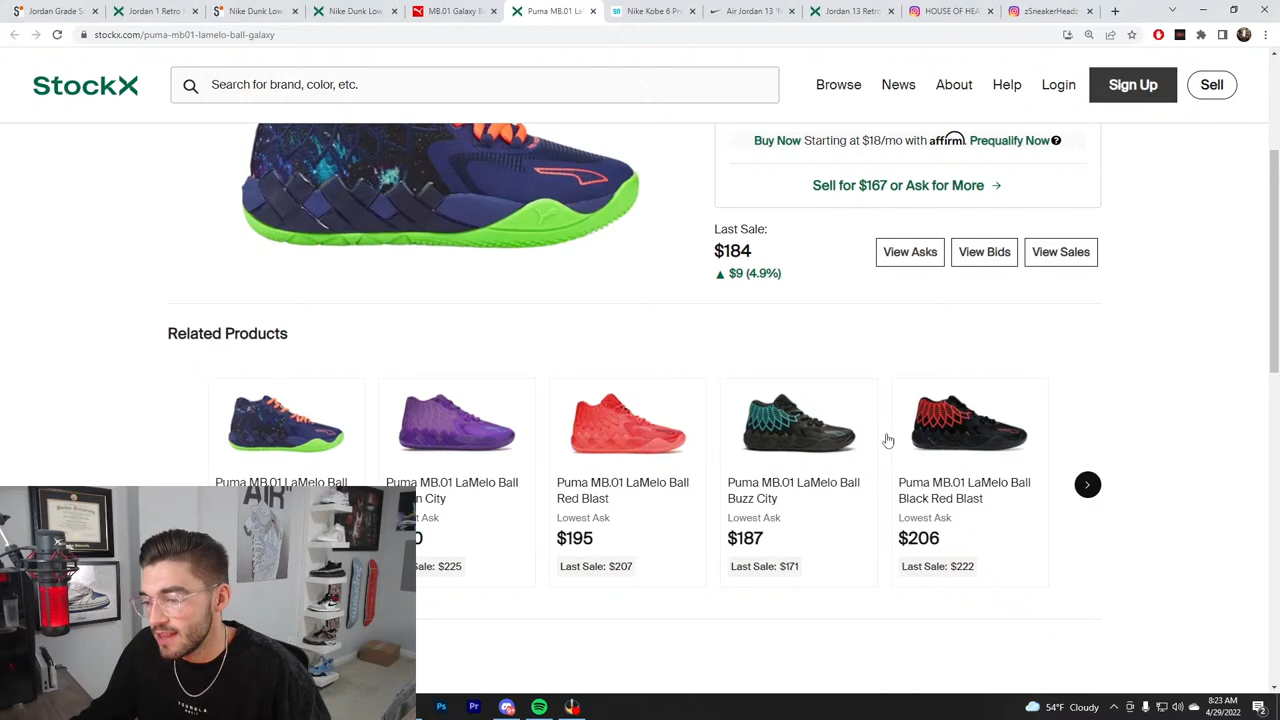 Jordan Grade S
Jordan 1 Retro
Nike Dunk Low
Nike Dunk Low
MB.01 Galaxy B
Puma MB.01 La
Nike Kobe 6 Pro
Air Jordan 13 'F
Jordan 13 Retro
HOUSE OF HEA
zSneakerHeadz
stockx.com/puma-mb01-lamelo-ball-galaxy
StockX
Search for brand, color, etc.
Browse News About Help Login Sign Up Sell
Buy Now Starting at $18/mo with affirm. Prequalify Now
Sell for $167 or Ask for More →
Last Sale:
$184
▲ $9 (4.9%)
View Asks View Bids View Sales
Related Products
Puma MB.01 LaMelo Ball
Puma MB.01 LaMelo Ball
n City
0
Last Sale: $225
Puma MB.01 LaMelo Ball
Red Blast
Lowest Ask
$195
Last Sale: $207
Puma MB.01 LaMelo Ball
Buzz City
Lowest Ask
$187
Last Sale: $171
Puma MB.01 LaMelo Ball
Black Red Blast
Lowest Ask
$206
Last Sale: $222
AIR
Ps
Pr
54°F Cloudy
8:23 AM
4/29/2022
2